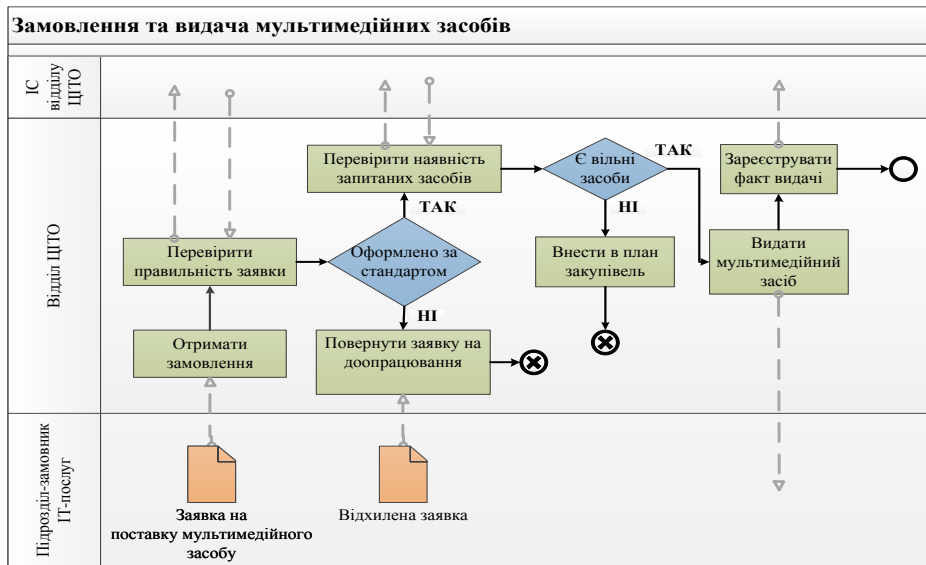 Замовлення та видача мультимедійних засобів
ІС
відділу
ЦІТО
Відділ ЦІТО
Перевірити наявність
запитаних засобів
Є вільні
засоби
ТАК
Зареєструвати
факт видачі
ТАК
НІ
Перевірити
правильність заявки
Оформлено за
стандартом
Внести в план
закупівель
Видати
мультимедійний
засіб
НІ
Отримати
замовлення
Повернути заявку на
доопрацювання
Підрозділ-замовник
ІТ-послуг
Заявка на
поставку мультимедійного
засобу
Відхилена заявка